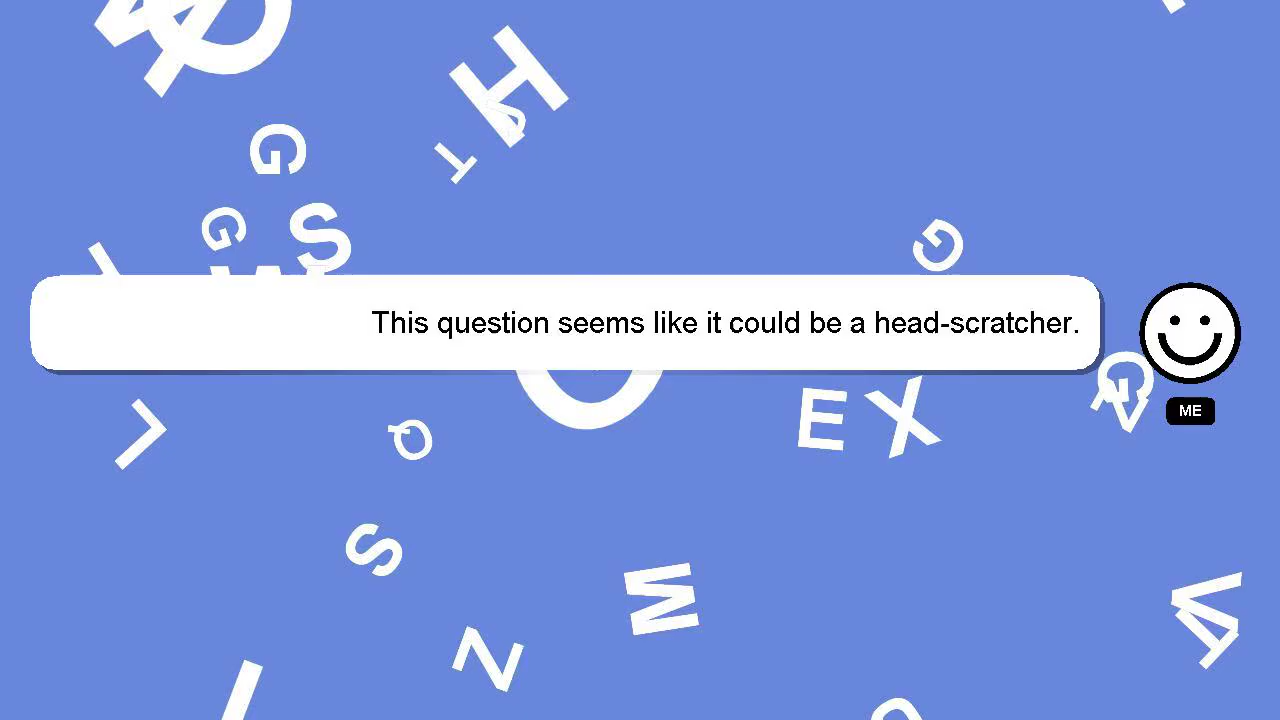 H
T
G
G
S
G
This question seems like it could be a head-scratcher.
ME
G
E X
L
Q
S
M
Z
V